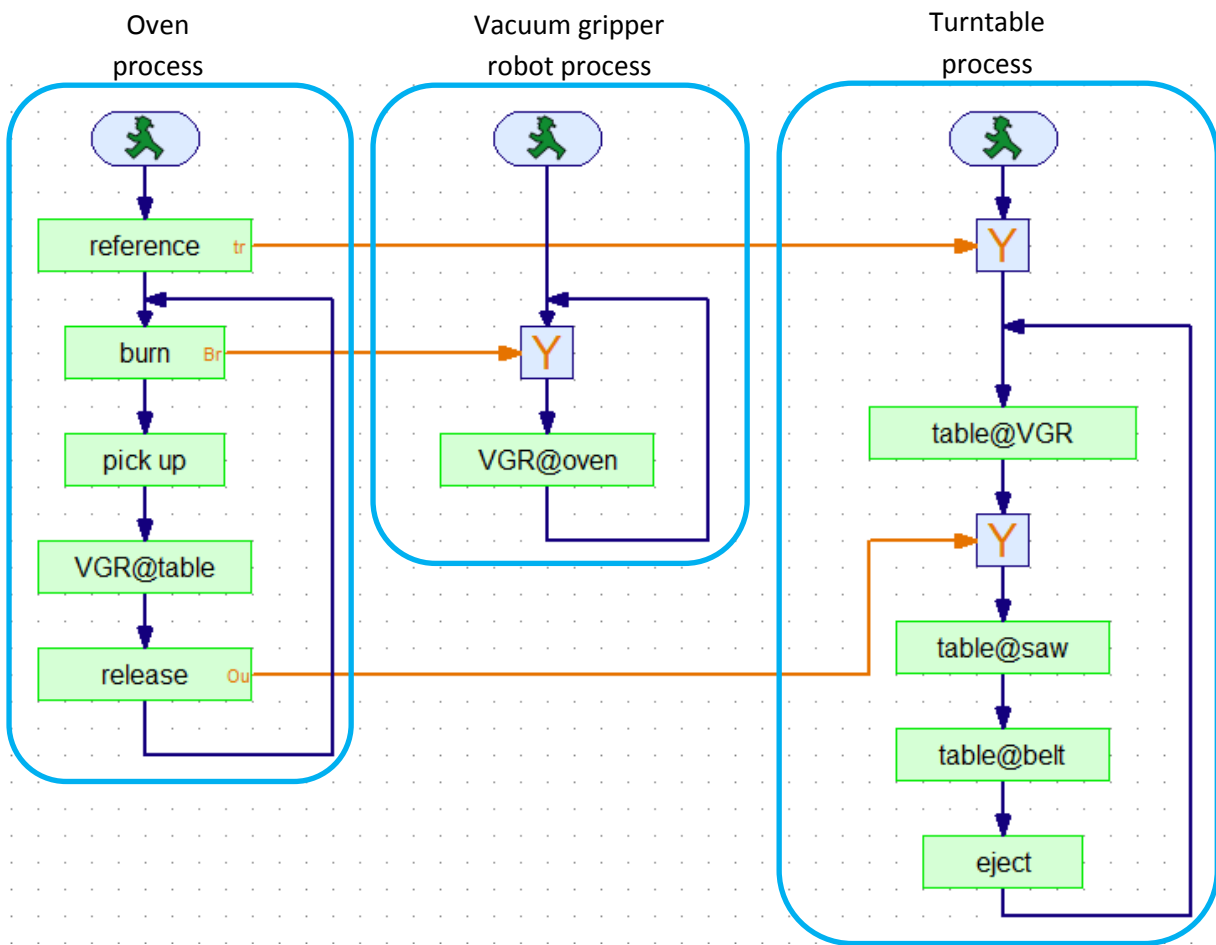 Oven
process
Vacuum gripper
robot process
Turntable
process
reference tr
Y
burn Br
Y
pick up
VGR@oven
table@VGR
VGR@table
Y
release Ou
table@saw
table@belt
eject